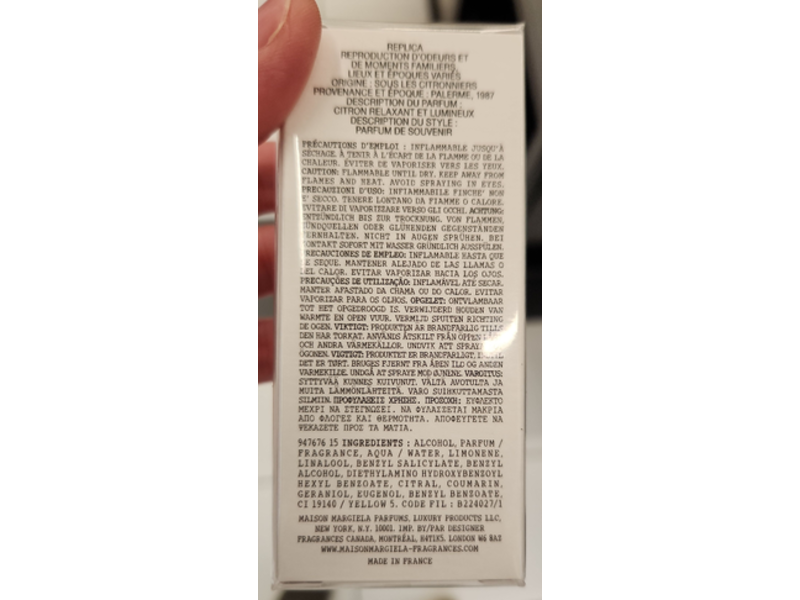 REPLICA
REPRODUCTION D'ODEURS ET
DE MOMENTS FAMILIERS,
LIEUX ET ÉPOQUES VARIÉS
ORIGINE : SOUS LES CITRONNIERS
PROVENANCE ET ÉPOQUE : PALERME, 1987
DESCRIPTION DU PARFUM :
CITRON RELAXANT ET LUMINEUX
DESCRIPTION DU STYLE :
PARFUM DE SOUVENIR
PRÉCAUTIONS D'EMPLOI : INFLAMMABLE JUSQU'À
SÉCHAGE. À TENIR À L'ÉCART DE LA FLAMME OU DE LA
CHALEUR. ÉVITER DE VAPORISER VERS LES YEUX.
CAUTION: FLAMMABLE UNTIL DRY. KEEP AWAY FROM
FLAMES AND HEAT. AVOID SPRAYING IN EYES.
PRECAUZIONI D'USO: INFIAMMABILE FINCHE' NON
E' SECCO. TENERE LONTANO DA FIAMME O CALORE.
EVITARE DI VAPORIZZARE VERSO GLI OCCHI. ACHTUNG:
ENTZÜNDLICH BIS ZUR TROCKNUNG. VON FLAMMEN,
ZÜNDQUELLEN ODER GLÜHENDEN GEGENSTÄNDEN
FERNHALTEN. NICHT IN AUGEN SPRÜHEN. BEI
KONTAKT SOFORT MIT WASSER GRÜNDLICH AUSSPÜLEN.
PRECAUCIONES DE EMPLEO: INFLAMABLE HASTA QUE
SE SEQUE. MANTENER ALEJADO DE LAS LLAMAS O
DEL CALOR. EVITAR VAPORIZAR HACIA LOS OJOS.
PRECAUÇÕES DE UTILIZAÇÃO: INFLAMÁVEL ATÉ SECAR.
MANTER AFASTADO DA CHAMA OU DO CALOR. EVITAR
VAPORIZAR PARA OS OLHOS. OPGELET: ONTVLAMBAAR
TOT HET OPGEDROOGD IS. VERWIJDERD HOUDEN VAN
WARMTE EN OPEN VUUR. VERMIJD SPUITEN RICHTING
DE OGEN. VIKTIGT: PRODUKTEN ÄR BRANDFARLIG TILLS
DEN HAR TORKAT. ANVÄNDS ÅTSKILT FRÅN ÖPPEN
OCH ANDRA VÄRMEKÄLLOR. UNDVIK ATT SPRAYA
ÖGONEN. VIGTIGT: PRODUKTET ER BRANDFARLIGT,
DET ER TØRT. BRUGES FJERNT FRA ÅBEN ILD OG ANDEN
VARMEKILDE. UNDGÅ AT SPRAYE MOD ØJNENE. VAROITUS:
SYTTYVÄÄ KUNNES KUIVUNUT. VÄLTÄ AVOTULTA JA
MUITA LÄMMÖNLÄHTEITÄ. VARO SUIHKUTTAMASTA
SILMIIN. ΠΡΟΦΥΛΑΞΕΙΣ ΧΡΗΣΗΣ. ΠΡΟΣΟΧΗ: ΕΥΦΛΕΚΤΟ
ΜΕΧΡΙ ΝΑ ΣΤΕΓΝΩΣΕΙ. ΝΑ ΦΥΛΑΣΣΕΤΑΙ ΜΑΚΡΙΑ
ΑΠΟ ΦΛΟΓΕΣ ΚΑΙ ΘΕΡΜΟΤΗΤΑ. ΑΠΟΦΕΥΓΕΤΕ ΝΑ
ΨΕΚΑΖΕΤΕ ΠΡΟΣ ΤΑ ΜΑΤΙΑ.
947676 15 INGREDIENTS : ALCOHOL, PARFUM /
FRAGRANCE, AQUA / WATER, LIMONENE,
LINALOOL, BENZYL SALICYLATE, BENZYL
ALCOHOL, DIETHYLAMINO HYDROXYBENZOYL
HEXYL BENZOATE, CITRAL, COUMARIN,
GERANIOL, EUGENOL, BENZYL BENZOATE,
CI 19140 / YELLOW 5. CODE FIL : B224027/1
MAISON MARGIELA PARFUMS, LUXURY PRODUCTS LLC,
NEW YORK, N.Y. 10001. IMP. BY/PAR DESIGNER
FRAGRANCES CANADA, MONTRÉAL, H4T1K5. LONDON W6 8AZ
WWW.MAISONMARGIELA-FRAGRANCES.COM
MADE IN FRANCE